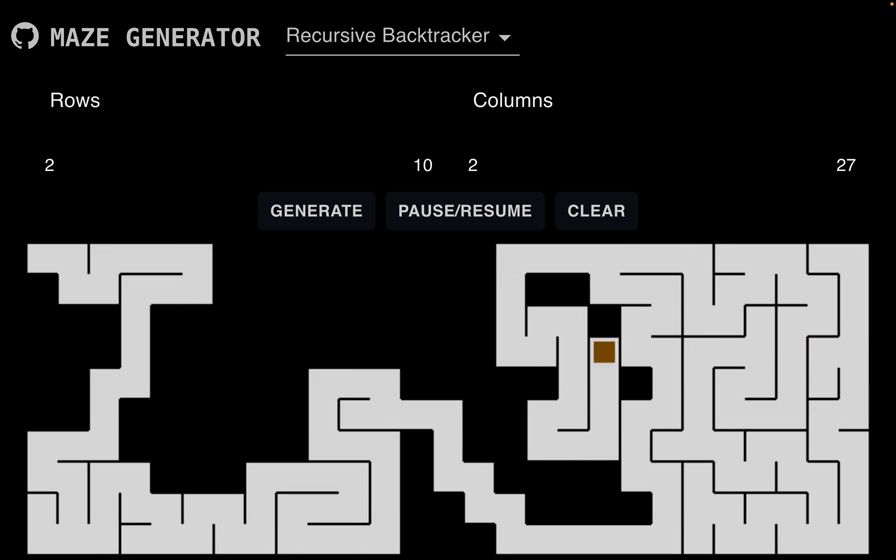 MAZE GENERATOR
Recursive Backtracker
Rows
Columns
2
10
2
27
GENERATE
PAUSE/RESUME
CLEAR